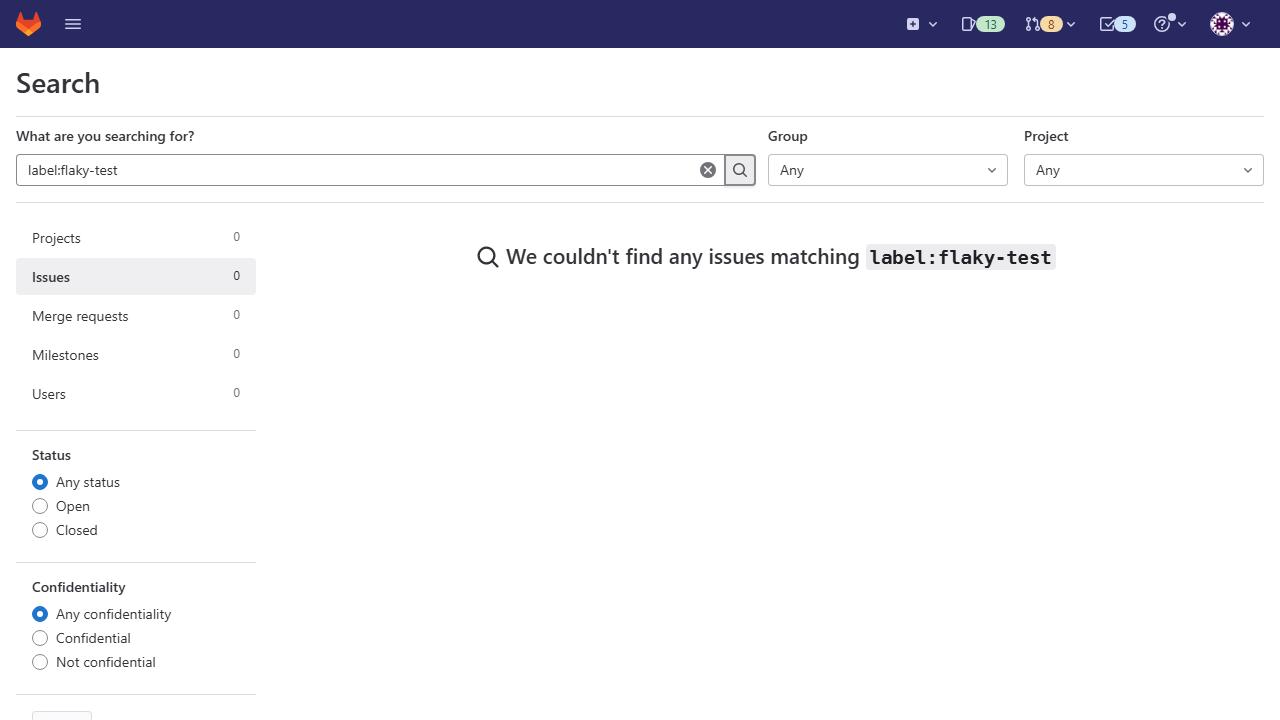 13
8
5
Search
What are you searching for?
Group
Project
label:flaky-test
Any
Any
Projects 0
Issues 0
Merge requests 0
Milestones 0
Users 0
We couldn't find any issues matching label:flaky-test
Status
Any status
Open
Closed
Confidentiality
Any confidentiality
Confidential
Not confidential